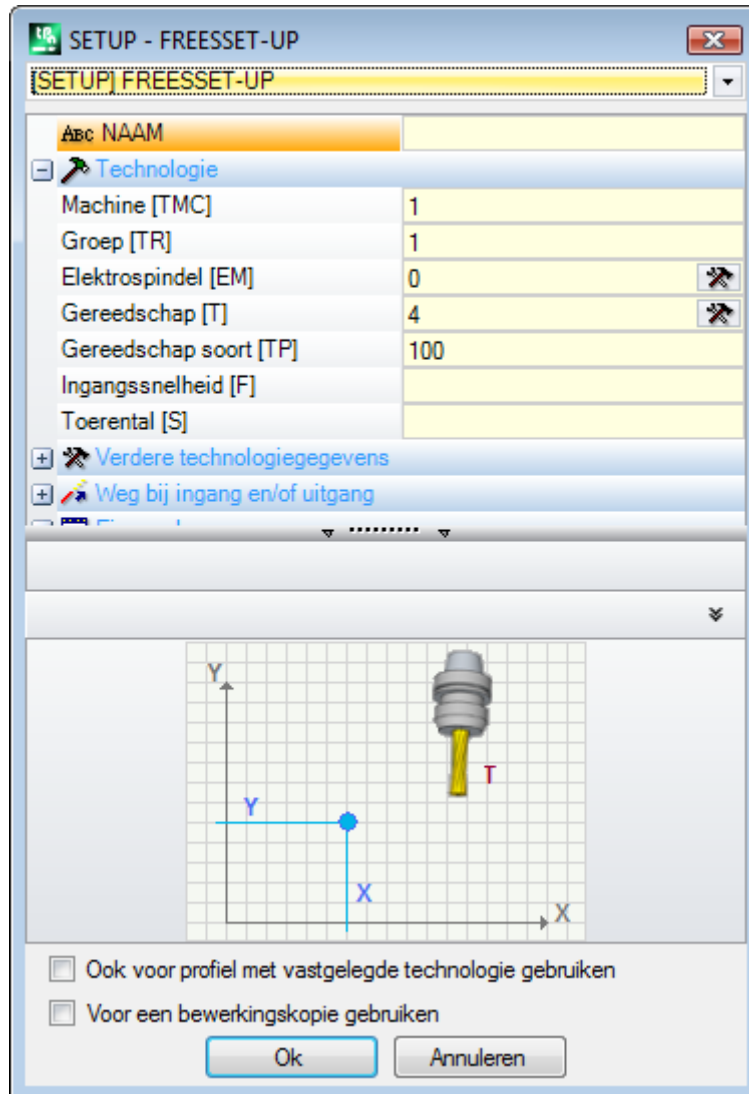 SETUP - FREESSET-UP
[SETUP] FREESSET-UP
ABC NAAM
Technologie
Machine [TMC] 1
Groep [TR] 1
Elektrospindel [EM] 0
Gereedschap [T] 4
Gereedschap soort [TP] 100
Ingangssnelheid [F]
Toerental [S]
Verdere technologiegegevens
Weg bij ingang en/of uitgang
Y
T
Y
X
X
Ook voor profiel met vastgelegde technologie gebruiken
Voor een bewerkingskopie gebruiken
Ok Annuleren